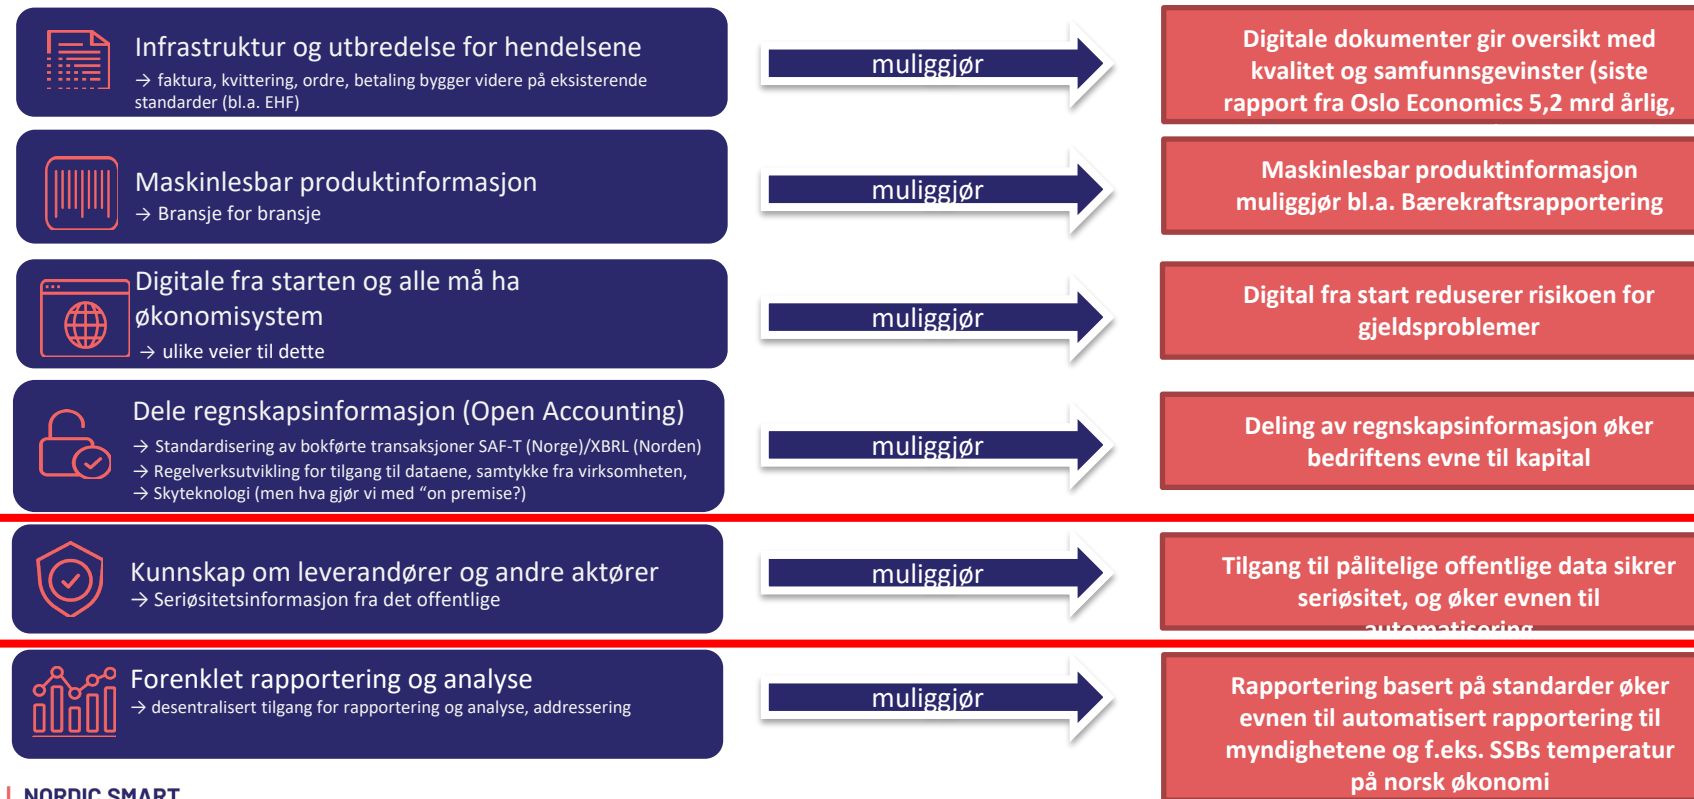 Infrastruktur og utbredelse for hendelsene
→ faktura, kvittering, ordre, betaling bygger videre på eksisterende
standarder (bl.a. EHF)
muliggjør
Digitale dokumenter gir oversikt med
kvalitet og samfunnsgevinster (siste
rapport fra Oslo Economics 5,2 mrd årlig,
Maskinlesbar produktinformasjon
→ Bransje for bransje
muliggjør
Maskinlesbar produktinformasjon
muliggjør bl.a. Bærekraftsrapportering
Digitale fra starten og alle må ha
økonomisystem
→ ulike veier til dette
muliggjør
Digital fra start reduserer risikoen for
gjeldsproblemer
Dele regnskapsinformasjon (Open Accounting)
→ Standardisering av bokførte transaksjoner SAF-T (Norge)/XBRL (Norden)
→ Regelverksutvikling for tilgang til dataene, samtykke fra virksomheten,
→ Skyteknologi (men hva gjør vi med “on premise?)
muliggjør
Deling av regnskapsinformasjon øker
bedriftens evne til kapital
Kunnskap om leverandører og andre aktører
→ Seriøsitetsinformasjon fra det offentlige
muliggjør
Tilgang til pålitelige offentlige data sikrer
seriøsitet, og øker evnen til
automatisering
Forenklet rapportering og analyse
→ desentralisert tilgang for rapportering og analyse, addressering
muliggjør
Rapportering basert på standarder øker
evnen til automatisert rapportering til
myndighetene og f.eks. SSBs temperatur
på norsk økonomi
NORDIC SMART